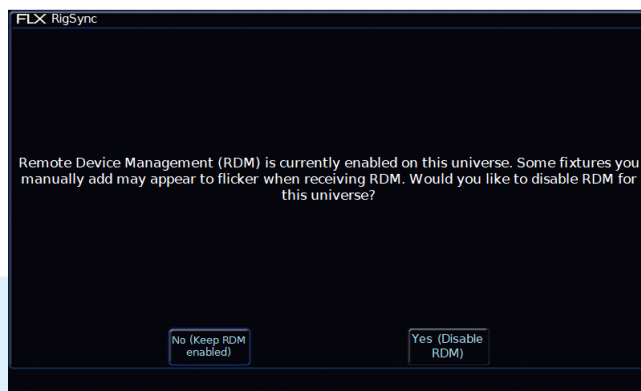 FLX RigSync
Remote Device Management (RDM) is currently enabled on this universe. Some fixtures you
manually add may appear to flicker when receiving RDM. Would you like to disable RDM for
this universe?
No (Keep RDM
enabled)
Yes (Disable
RDM)